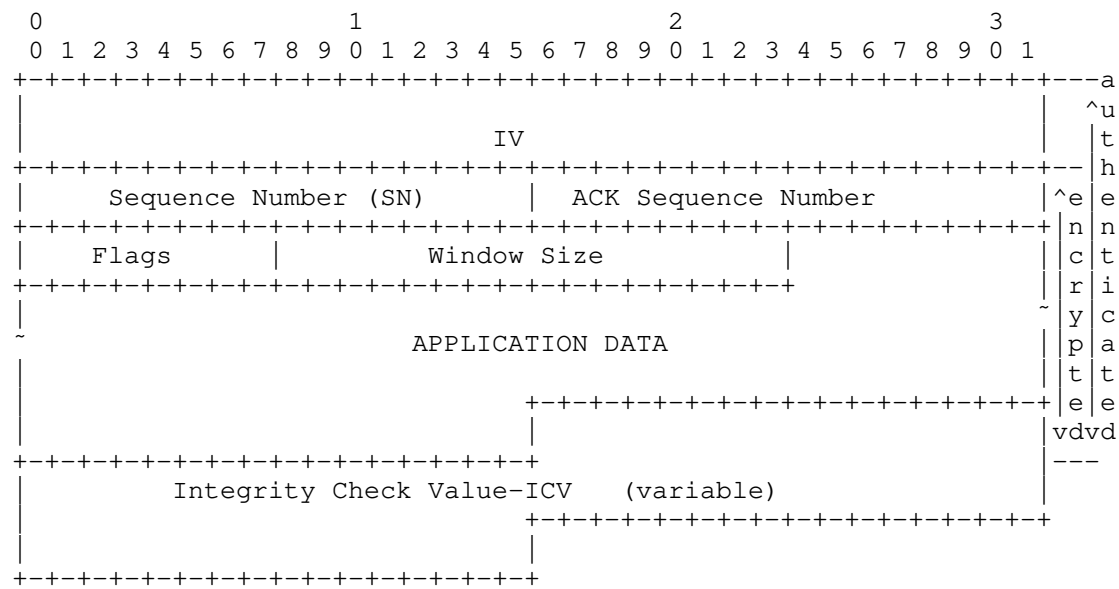 0                   1                   2                   3
 0 1 2 3 4 5 6 7 8 9 0 1 2 3 4 5 6 7 8 9 0 1 2 3 4 5 6 7 8 9 0 1
+-+-+-+-+-+-+-+-+-+-+-+-+-+-+-+-+-+-+-+-+-+-+-+-+-+-+-+-+-+-+-+-+---a
|                                                               |  ^u
|                             IV                                |  |t
+-+-+-+-+-+-+-+-+-+-+-+-+-+-+-+-+-+-+-+-+-+-+-+-+-+-+-+-+-+-+-+-+--|h
|     Sequence Number (SN)      |  ACK Sequence Number          |^e|e
+-+-+-+-+-+-+-+-+-+-+-+-+-+-+-+-+-+-+-+-+-+-+-+-+-+-+-+-+-+-+-+-+|n|n
|    Flags      |         Window Size           |               ||c|t
+-+-+-+-+-+-+-+-+-+-+-+-+-+-+-+-+-+-+-+-+-+-+-+-+               ||r|i
|                                                               ~|y|c
~                        APPLICATION DATA                       ||p|a
|                                                               ||t|t
|                               +-+-+-+-+-+-+-+-+-+-+-+-+-+-+-+-+|e|e
|                               |                               |vdvd
+-+-+-+-+-+-+-+-+-+-+-+-+-+-+-+-+                               |---
|         Integrity Check Value-ICV   (variable)                |
|                               +-+-+-+-+-+-+-+-+-+-+-+-+-+-+-+-+
|                               |
+-+-+-+-+-+-+-+-+-+-+-+-+-+-+-+-+